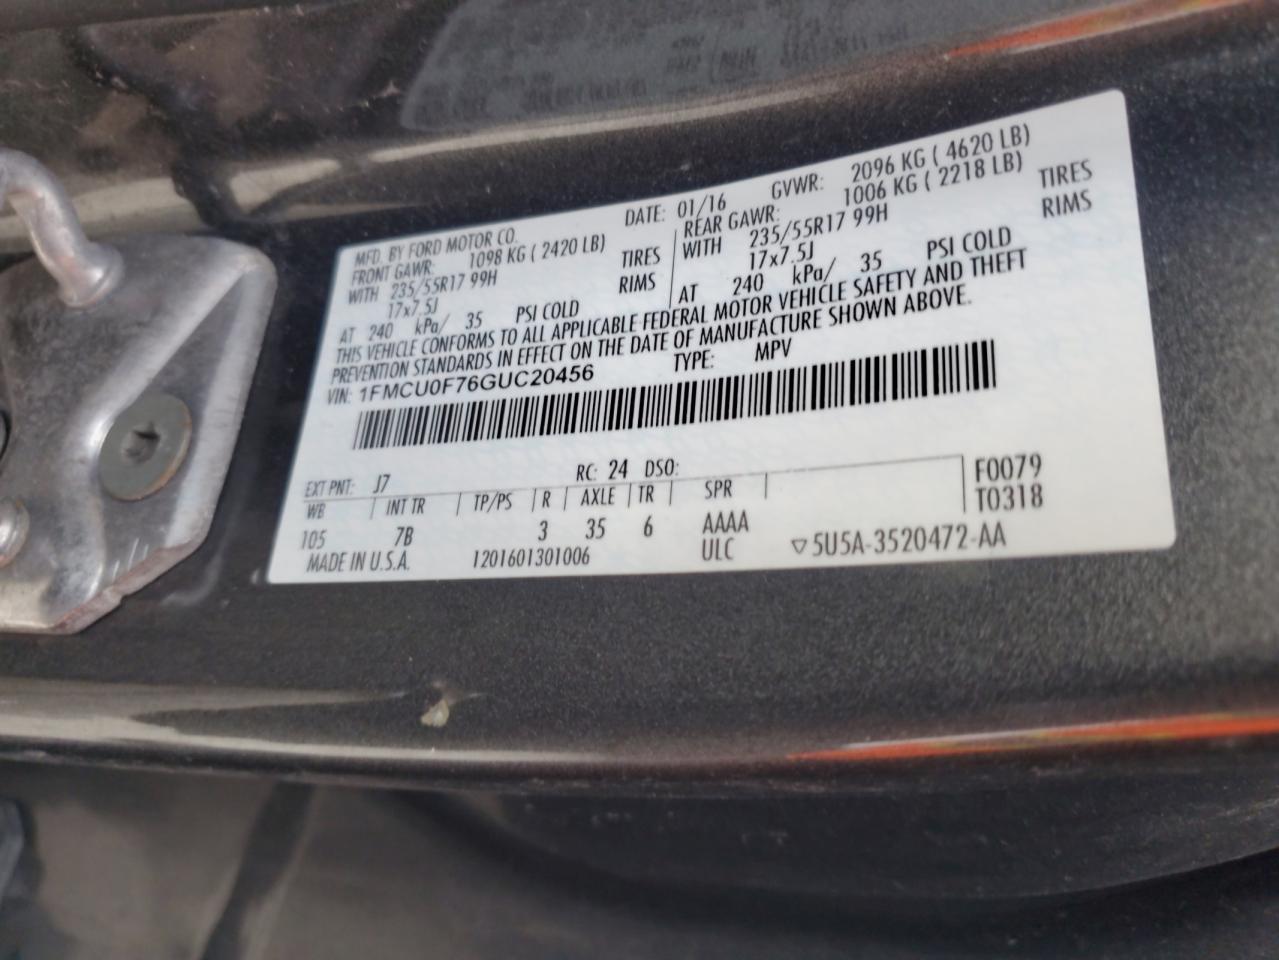 MFD. BY FORD MOTOR CO. DATE: 01/16 GVWR: 2096 KG ( 4620 LB)
FRONT GAWR: 1098 KG ( 2420 LB) REAR GAWR: 1006 KG ( 2218 LB)
WITH 235/55R17 99H TIRES WITH 235/55R17 99H TIRES
17x7.5J RIMS 17x7.5J RIMS
AT 240 kPa/ 35 PSI COLD AT 240 kPa/ 35 PSI COLD
THIS VEHICLE CONFORMS TO ALL APPLICABLE FEDERAL MOTOR VEHICLE SAFETY AND THEFT
PREVENTION STANDARDS IN EFFECT ON THE DATE OF MANUFACTURE SHOWN ABOVE.
VIN: 1FMCU0F76GUC20456 TYPE: MPV
EXT PNT: J7 RC: 24 DSO:
WB INT TR TP/PS R AXLE TR SPR F0079
105 7B 3 35 6 AAAA T0318
MADE IN U.S.A. 1201601301006 ULC ▽5U5A-3520472-AA